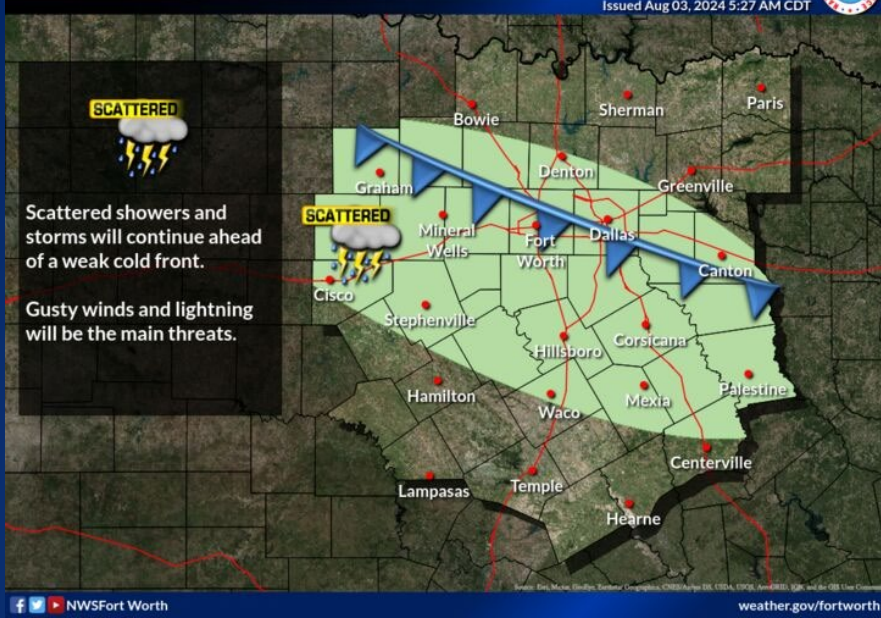 Issued Aug 03, 2024 5:27 AM CDT
SCATTERED
Scattered showers and
storms will continue ahead
of a weak cold front.
Gusty winds and lightning
will be the main threats.
Bowie
Sherman
Paris
Graham
Denton
Greenville
SCATTERED
Mineral
Wells
Fort
Worth
Dallas
Canton
Cisco
Stephenville
Hillsboro
Corsicana
Hamilton
Waco
Mexia
Palestine
Centerville
Lampasas
Temple
Hearne
NWSFort Worth
weather.gov/fortworth